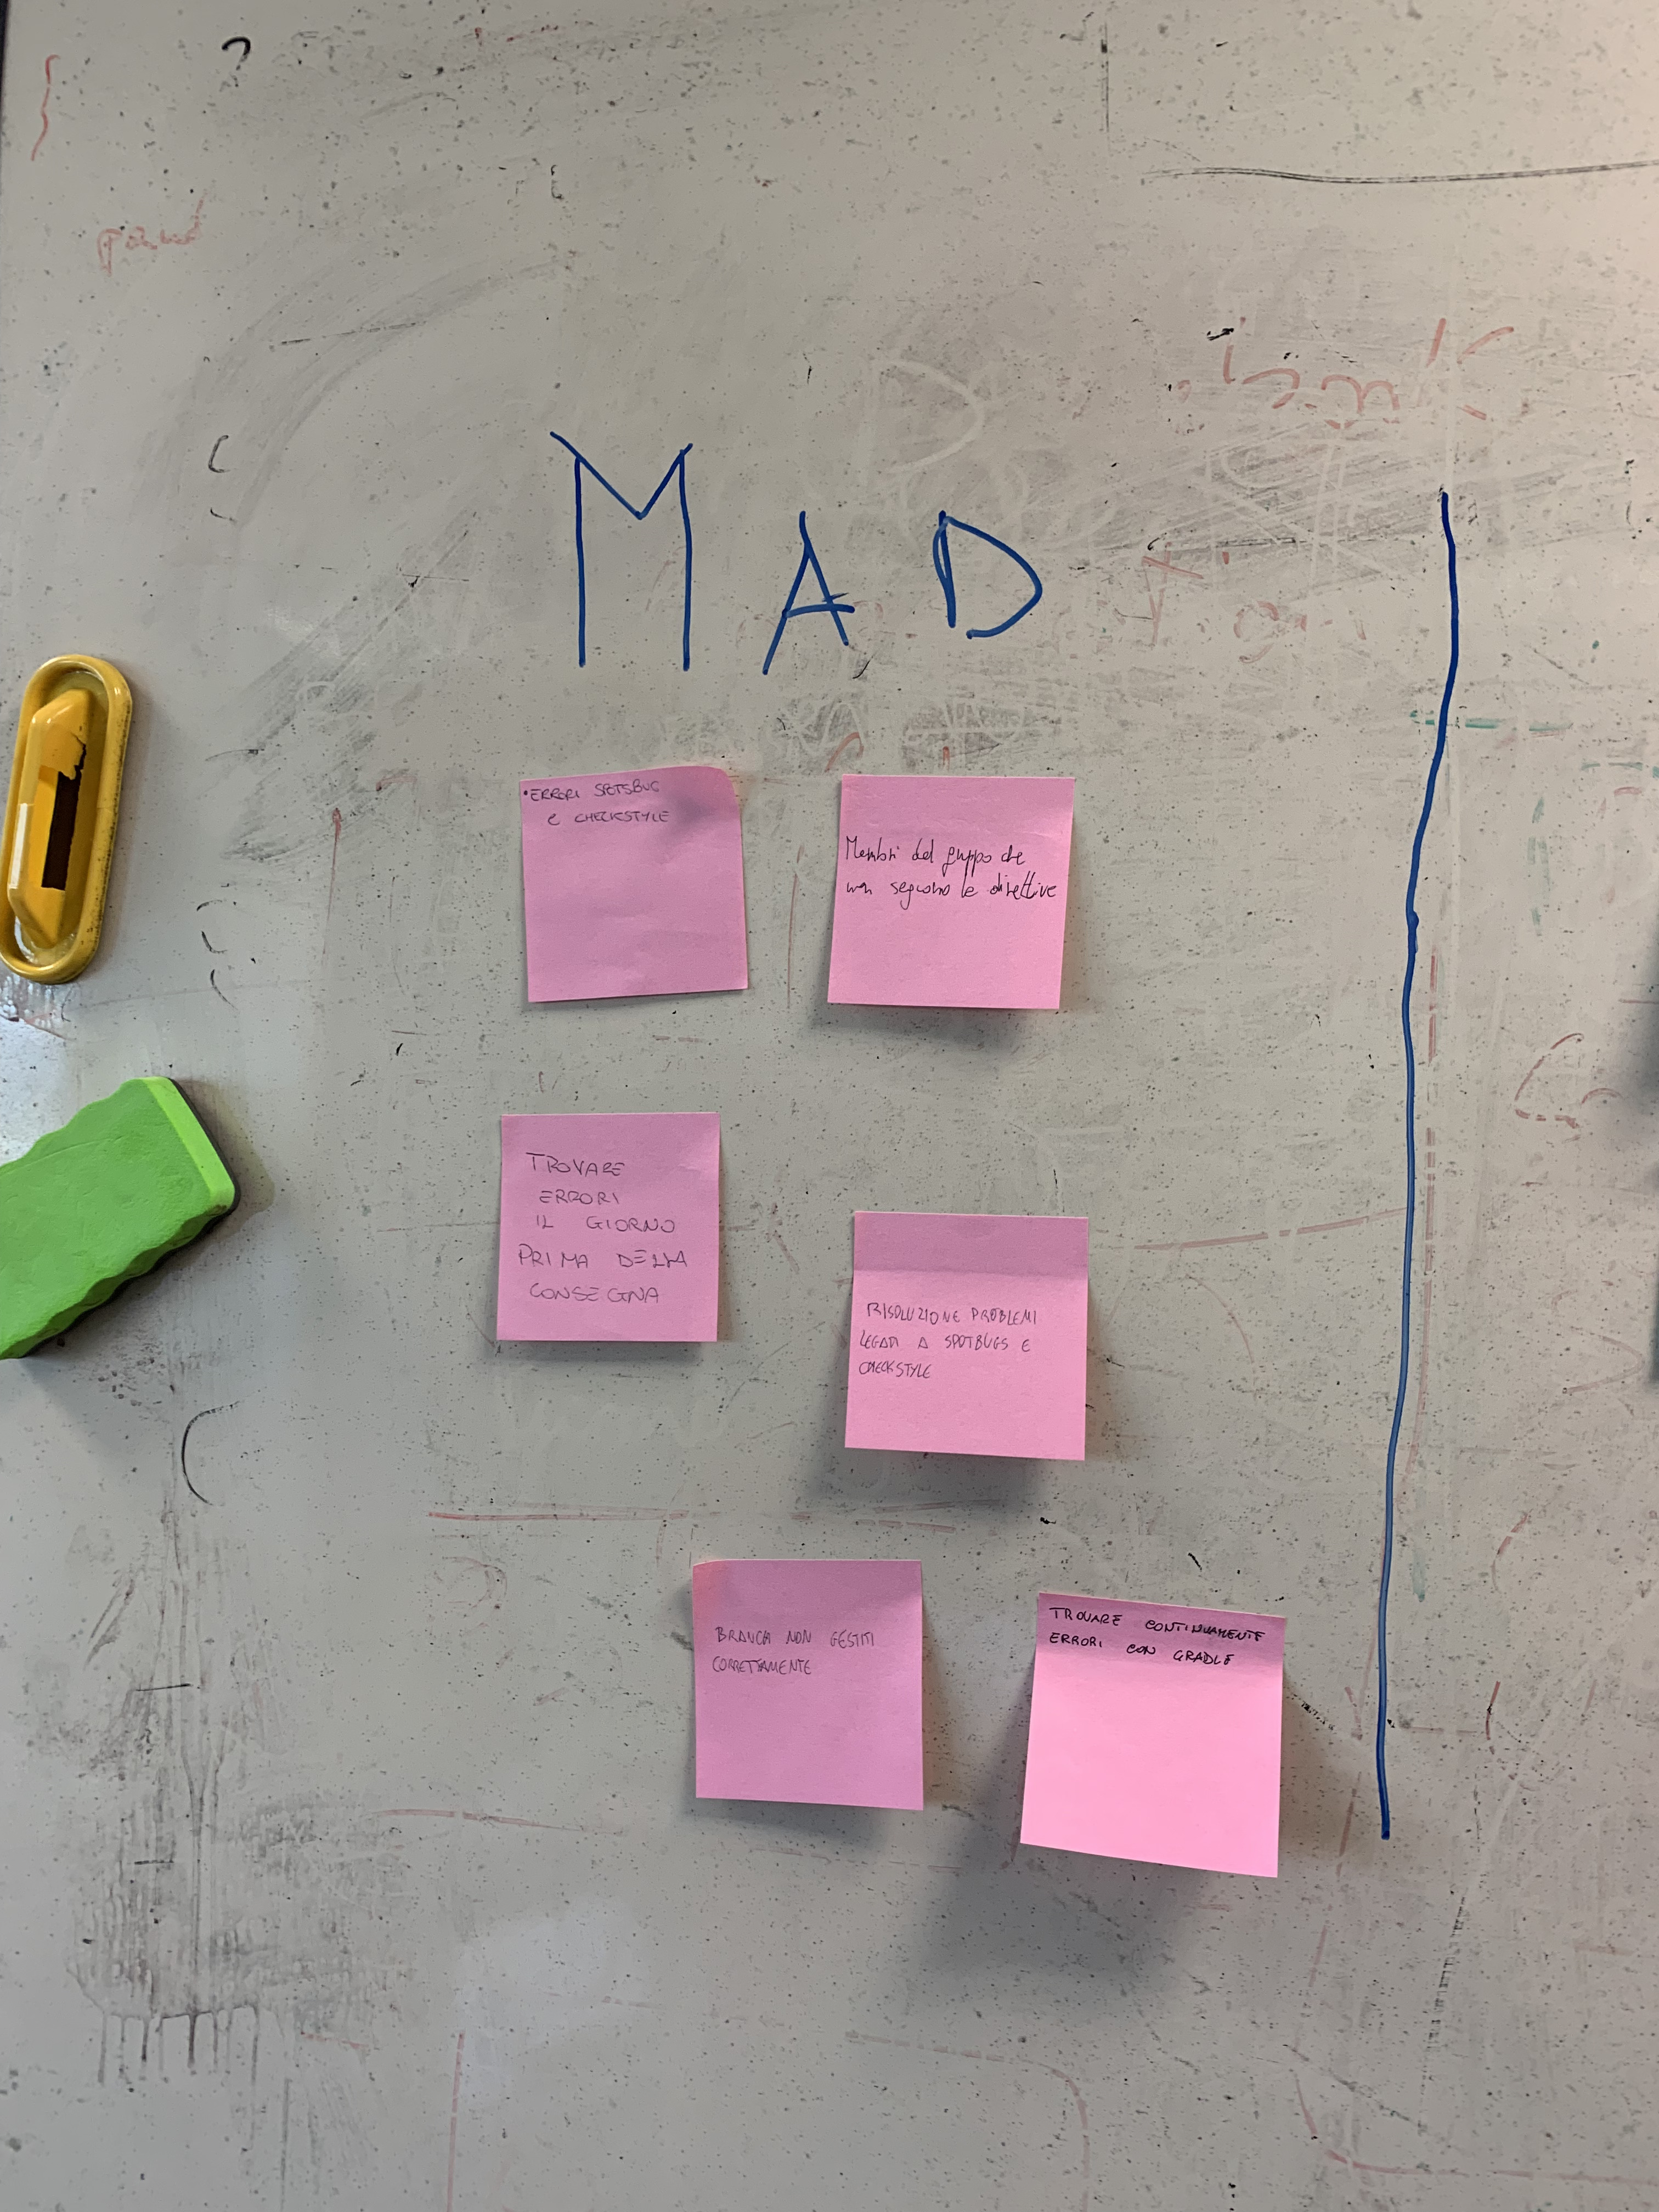 ?
MAD
•ERRORI SPOTSBUG
e CHECKSTYLE
Membri del gruppo che
non seguono le direttive
TROVARE
ERRORI
IL GIORNO
PRIMA DELLA
CONSEGNA
RISOLUZIONE PROBLEMI
LEGATI A SPOTBUGS E
CHECKSTYLE
BRANCH NON GESTITI
CORRETTAMENTE
TROVARE CONTINUAMENTE
ERRORI CON GRADLE